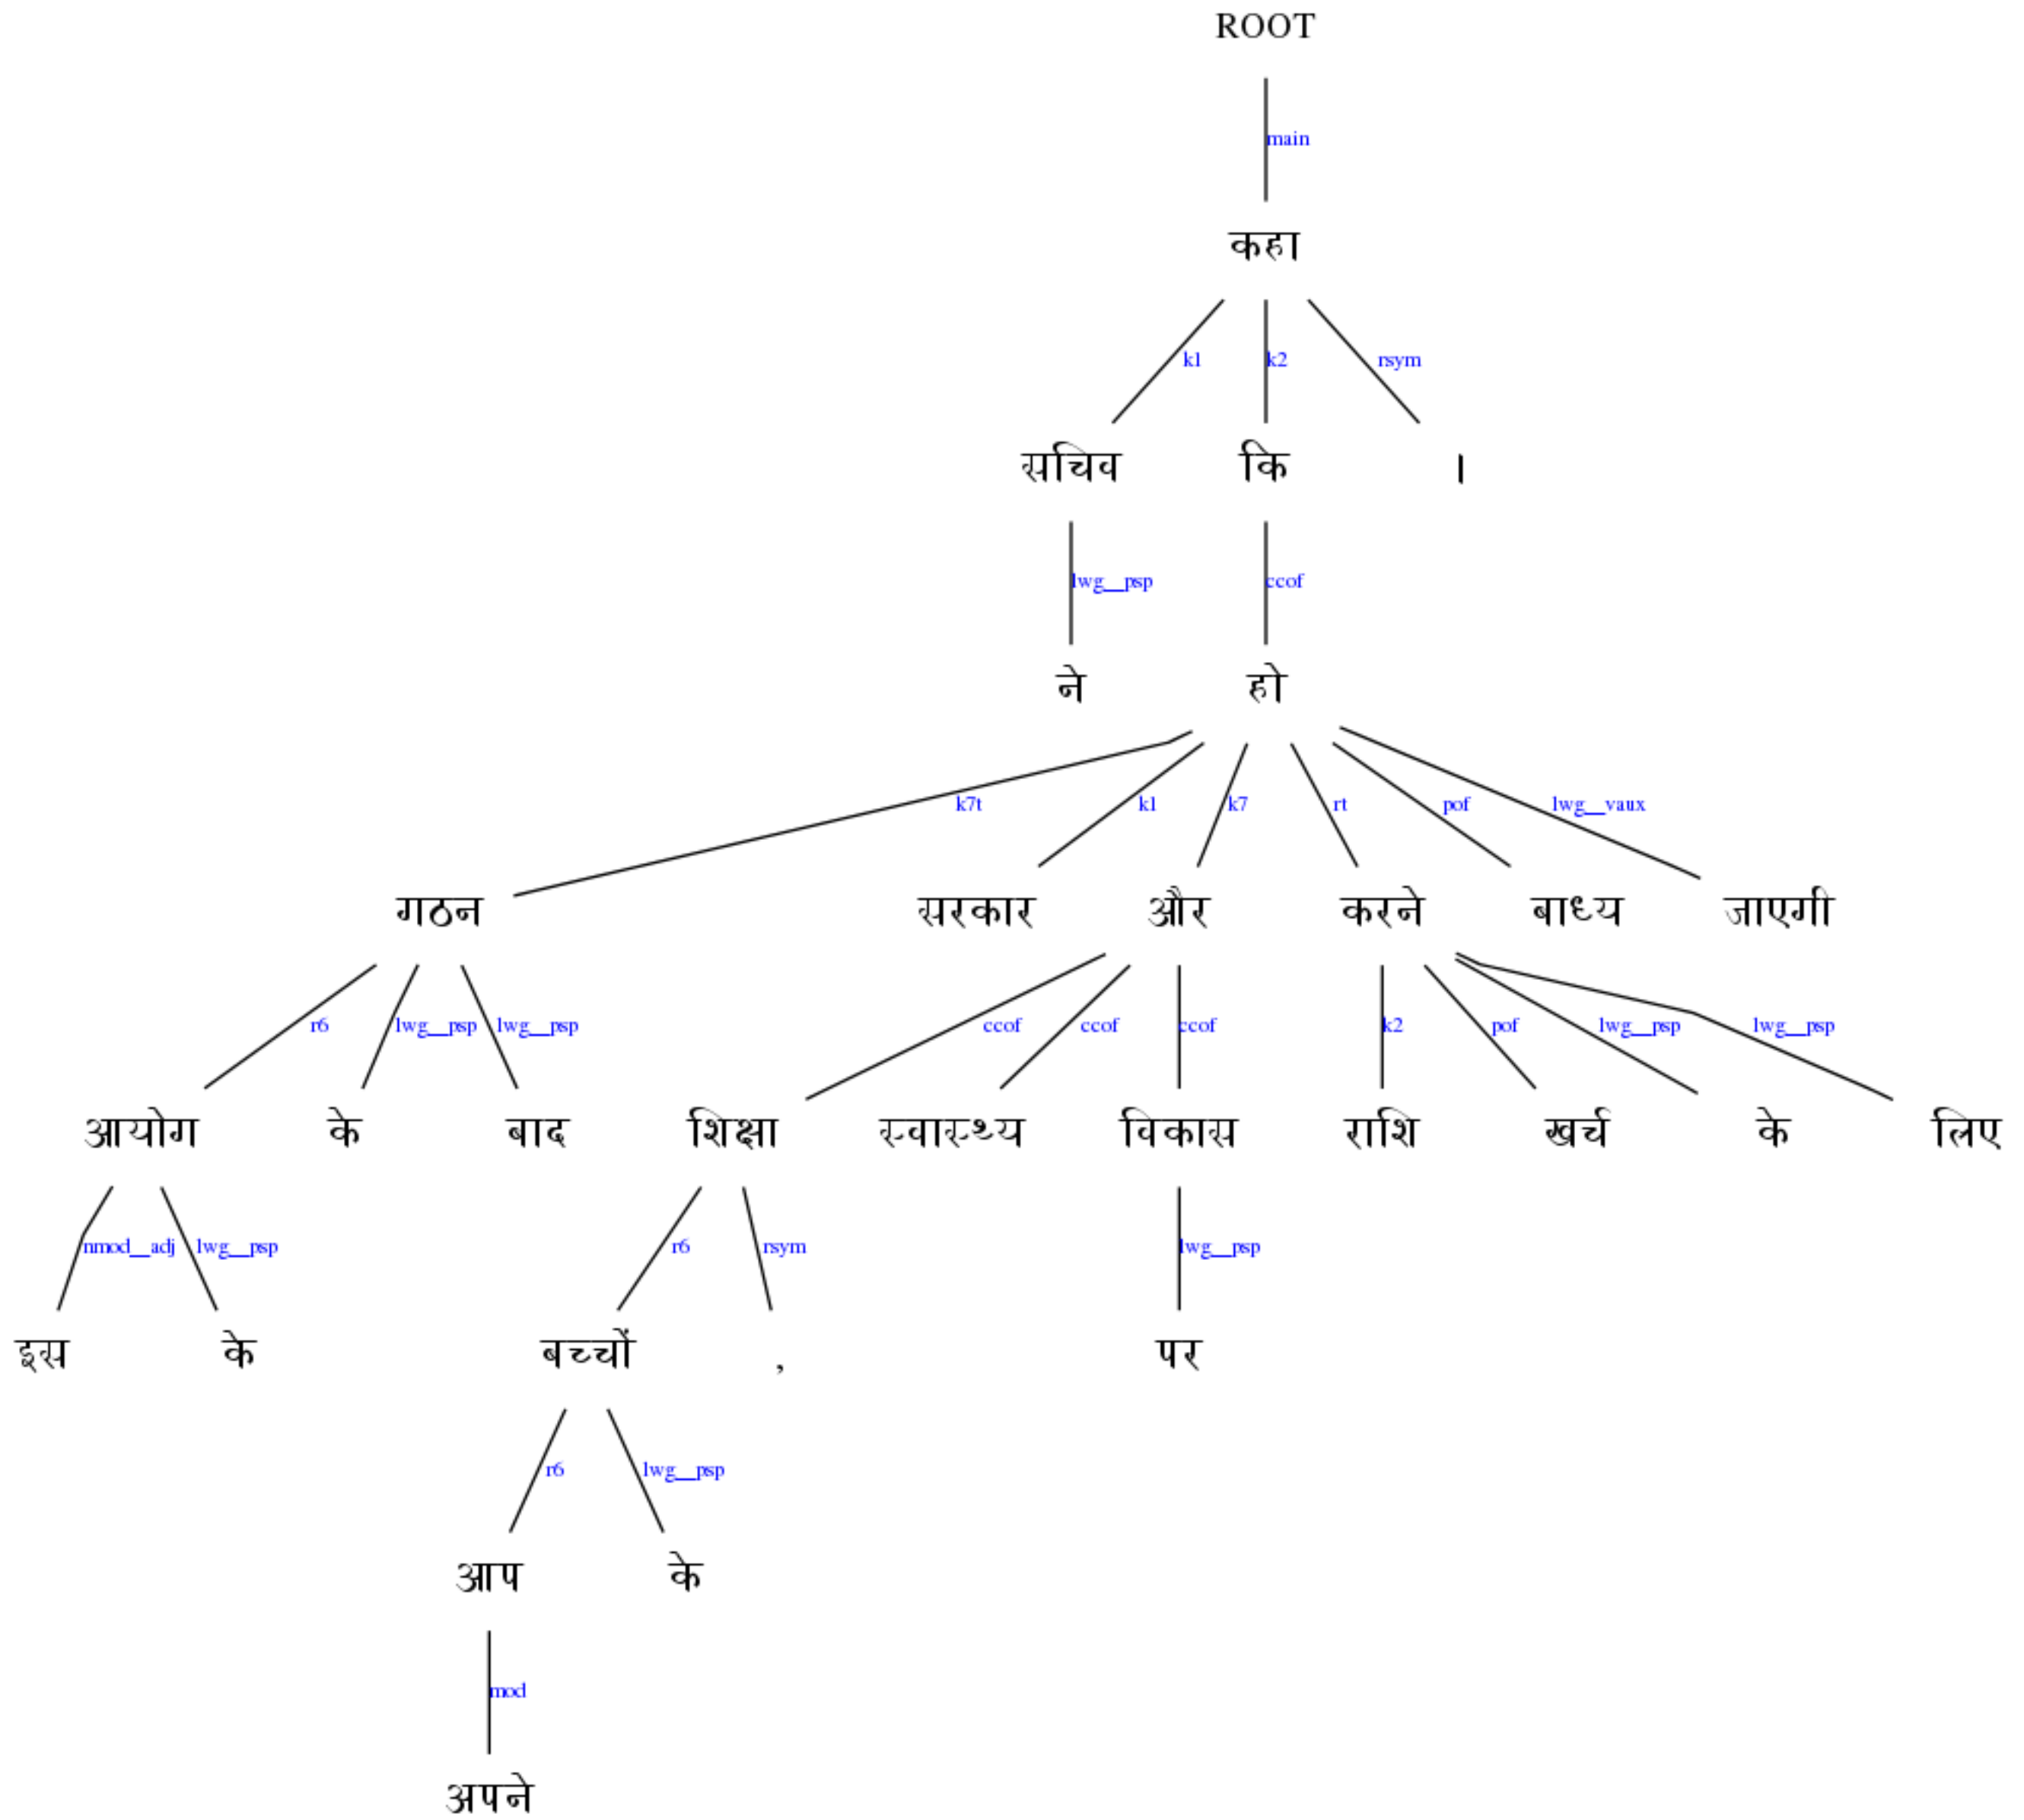 ROOT
main
कहा
k1 k2 rsym
सचिव कि ।
lwg__psp ccof
ने हो
k7t k1 k7 rt pof lwg__vaux
गठन सरकार और करने बाध्य जाएगी
r6 lwg__psp lwg__psp ccof ccof ccof k2 pof lwg__psp lwg__psp
आयोग के बाद शिक्षा स्वास्थ्य विकास राशि खर्च के लिए
nmod__adj lwg__psp r6 rsym lwg__psp
इस के बच्चों , पर
r6 lwg__psp
आप के
mod
अपने